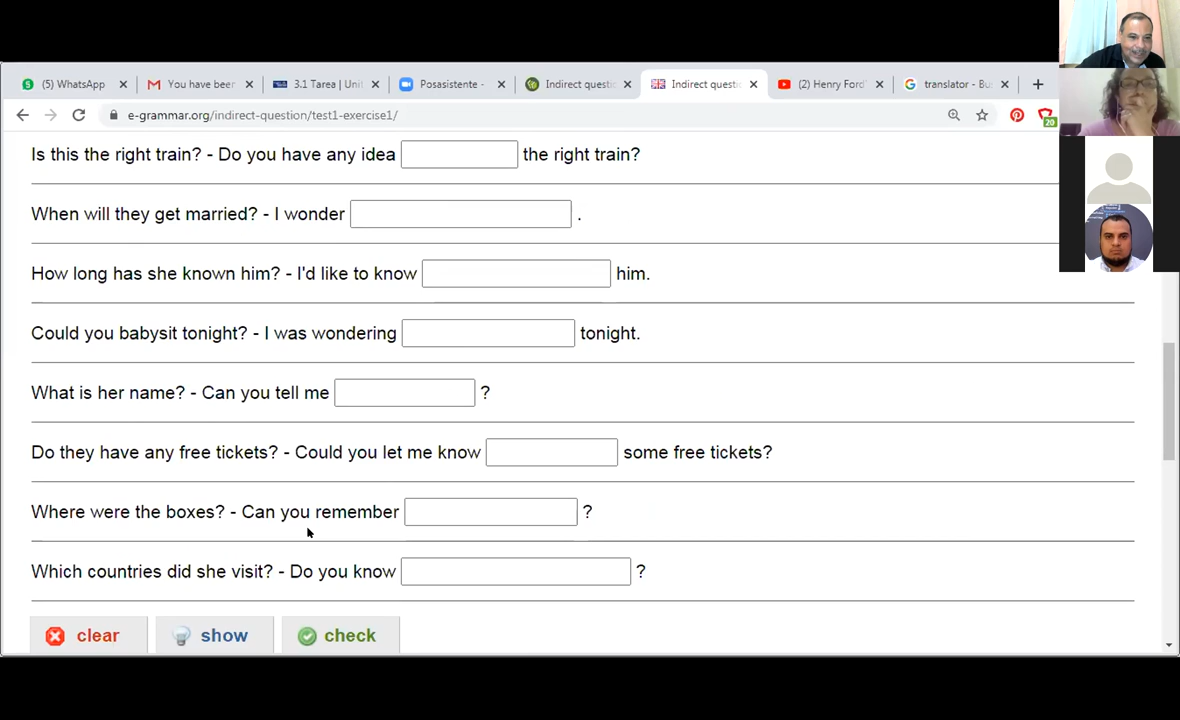 (5) WhatsApp
You have been
3.1 Tarea | Unit
Posasistente -
Indirect questio
Indirect questio
(2) Henry Ford'
translator - Bus
e-grammar.org/indirect-question/test1-exercise1/
20
Is this the right train? - Do you have any idea the right train?
When will they get married? - I wonder .
How long has she known him? - I'd like to know him.
Could you babysit tonight? - I was wondering tonight.
What is her name? - Can you tell me ?
Do they have any free tickets? - Could you let me know some free tickets?
Where were the boxes? - Can you remember ?
Which countries did she visit? - Do you know ?
clear
show
check